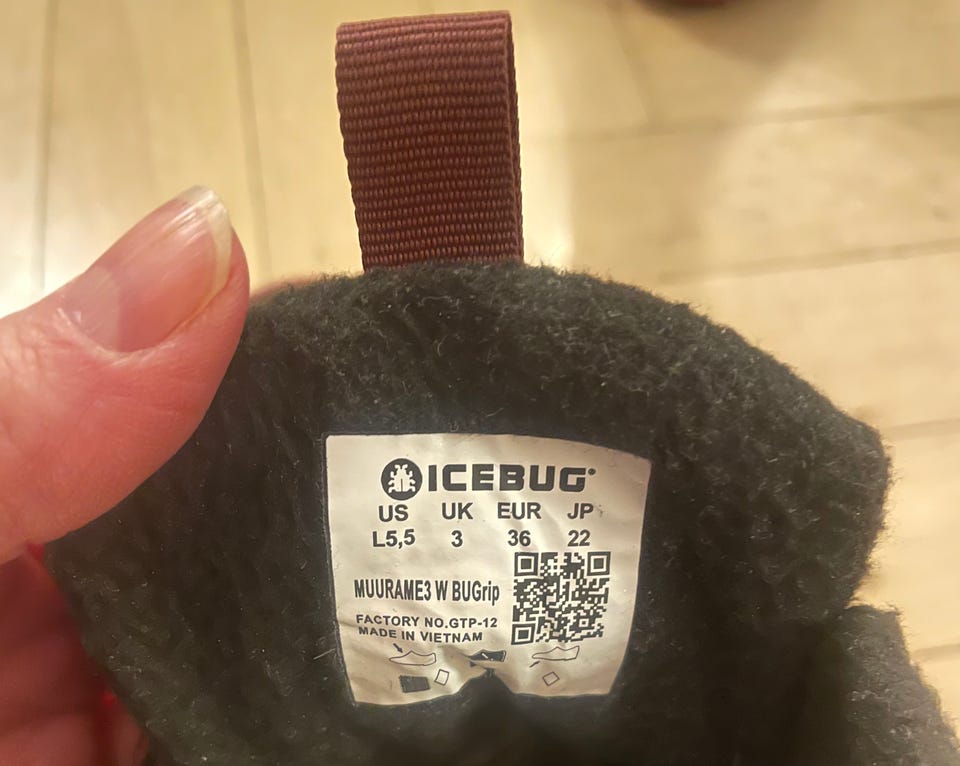 ICEBUG®
US UK EUR JP
L5,5 3 36 22
MUURAME3 W BUGrip
FACTORY NO.GTP-12
MADE IN VIETNAM